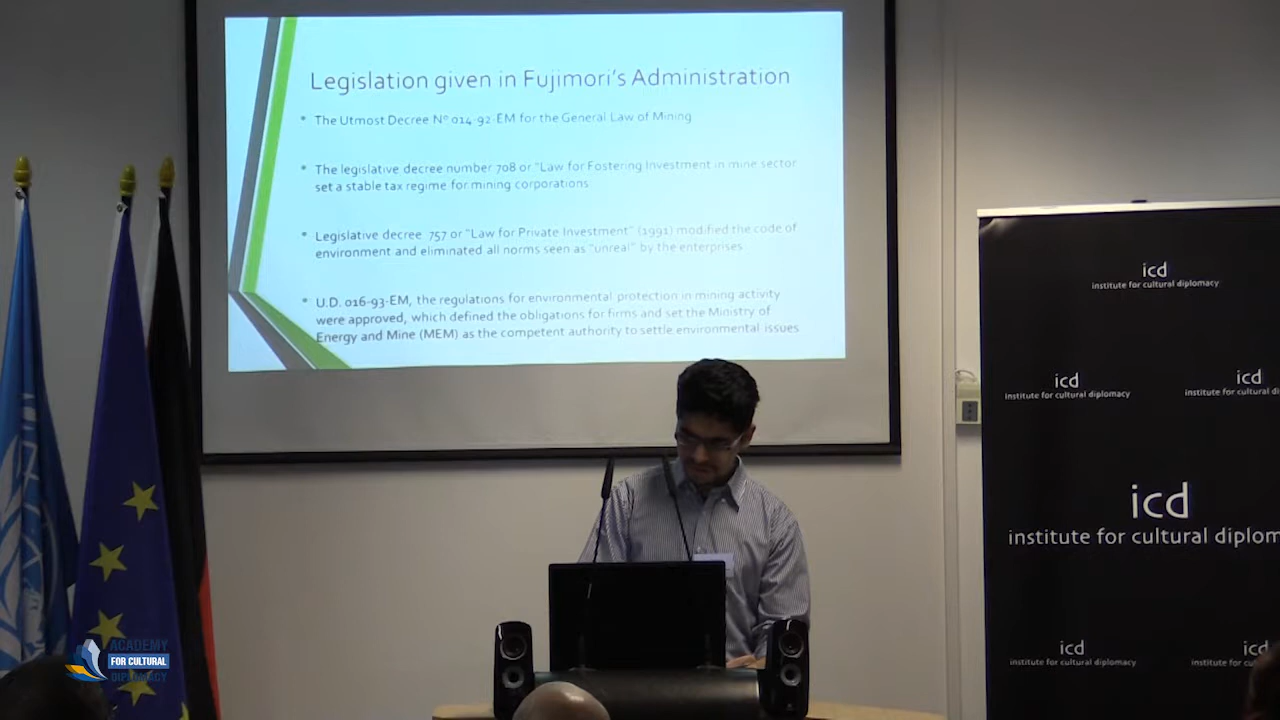 Legislation given in Fujimori's Administration
• The Utmost Decree Nº 014-92-EM for the General Law of Mining
• The legislative decree number 708 or "Law for Fostering Investment in mine sector
set a stable tax regime for mining corporations
• Legislative decree 757 or "Law for Private Investment" (1991) modified the code of
environment and eliminated all norms seen as "unreal" by the enterprises
• U.D. 016-93-EM, the regulations for environmental protection in mining activity
were approved, which defined the obligations for firms and set the Ministry of
Energy and Mine (MEM) as the competent authority to settle environmental issues
icd
institute for cultural diplomacy
icd
institute for cultural diplomacy
icd
institute for cultural di
icd
institute for cultural diplom
icd
institute for cultural diplomacy
icd
institute for cultural di
ACADEMY
FOR CULTURAL
DIPLOMACY